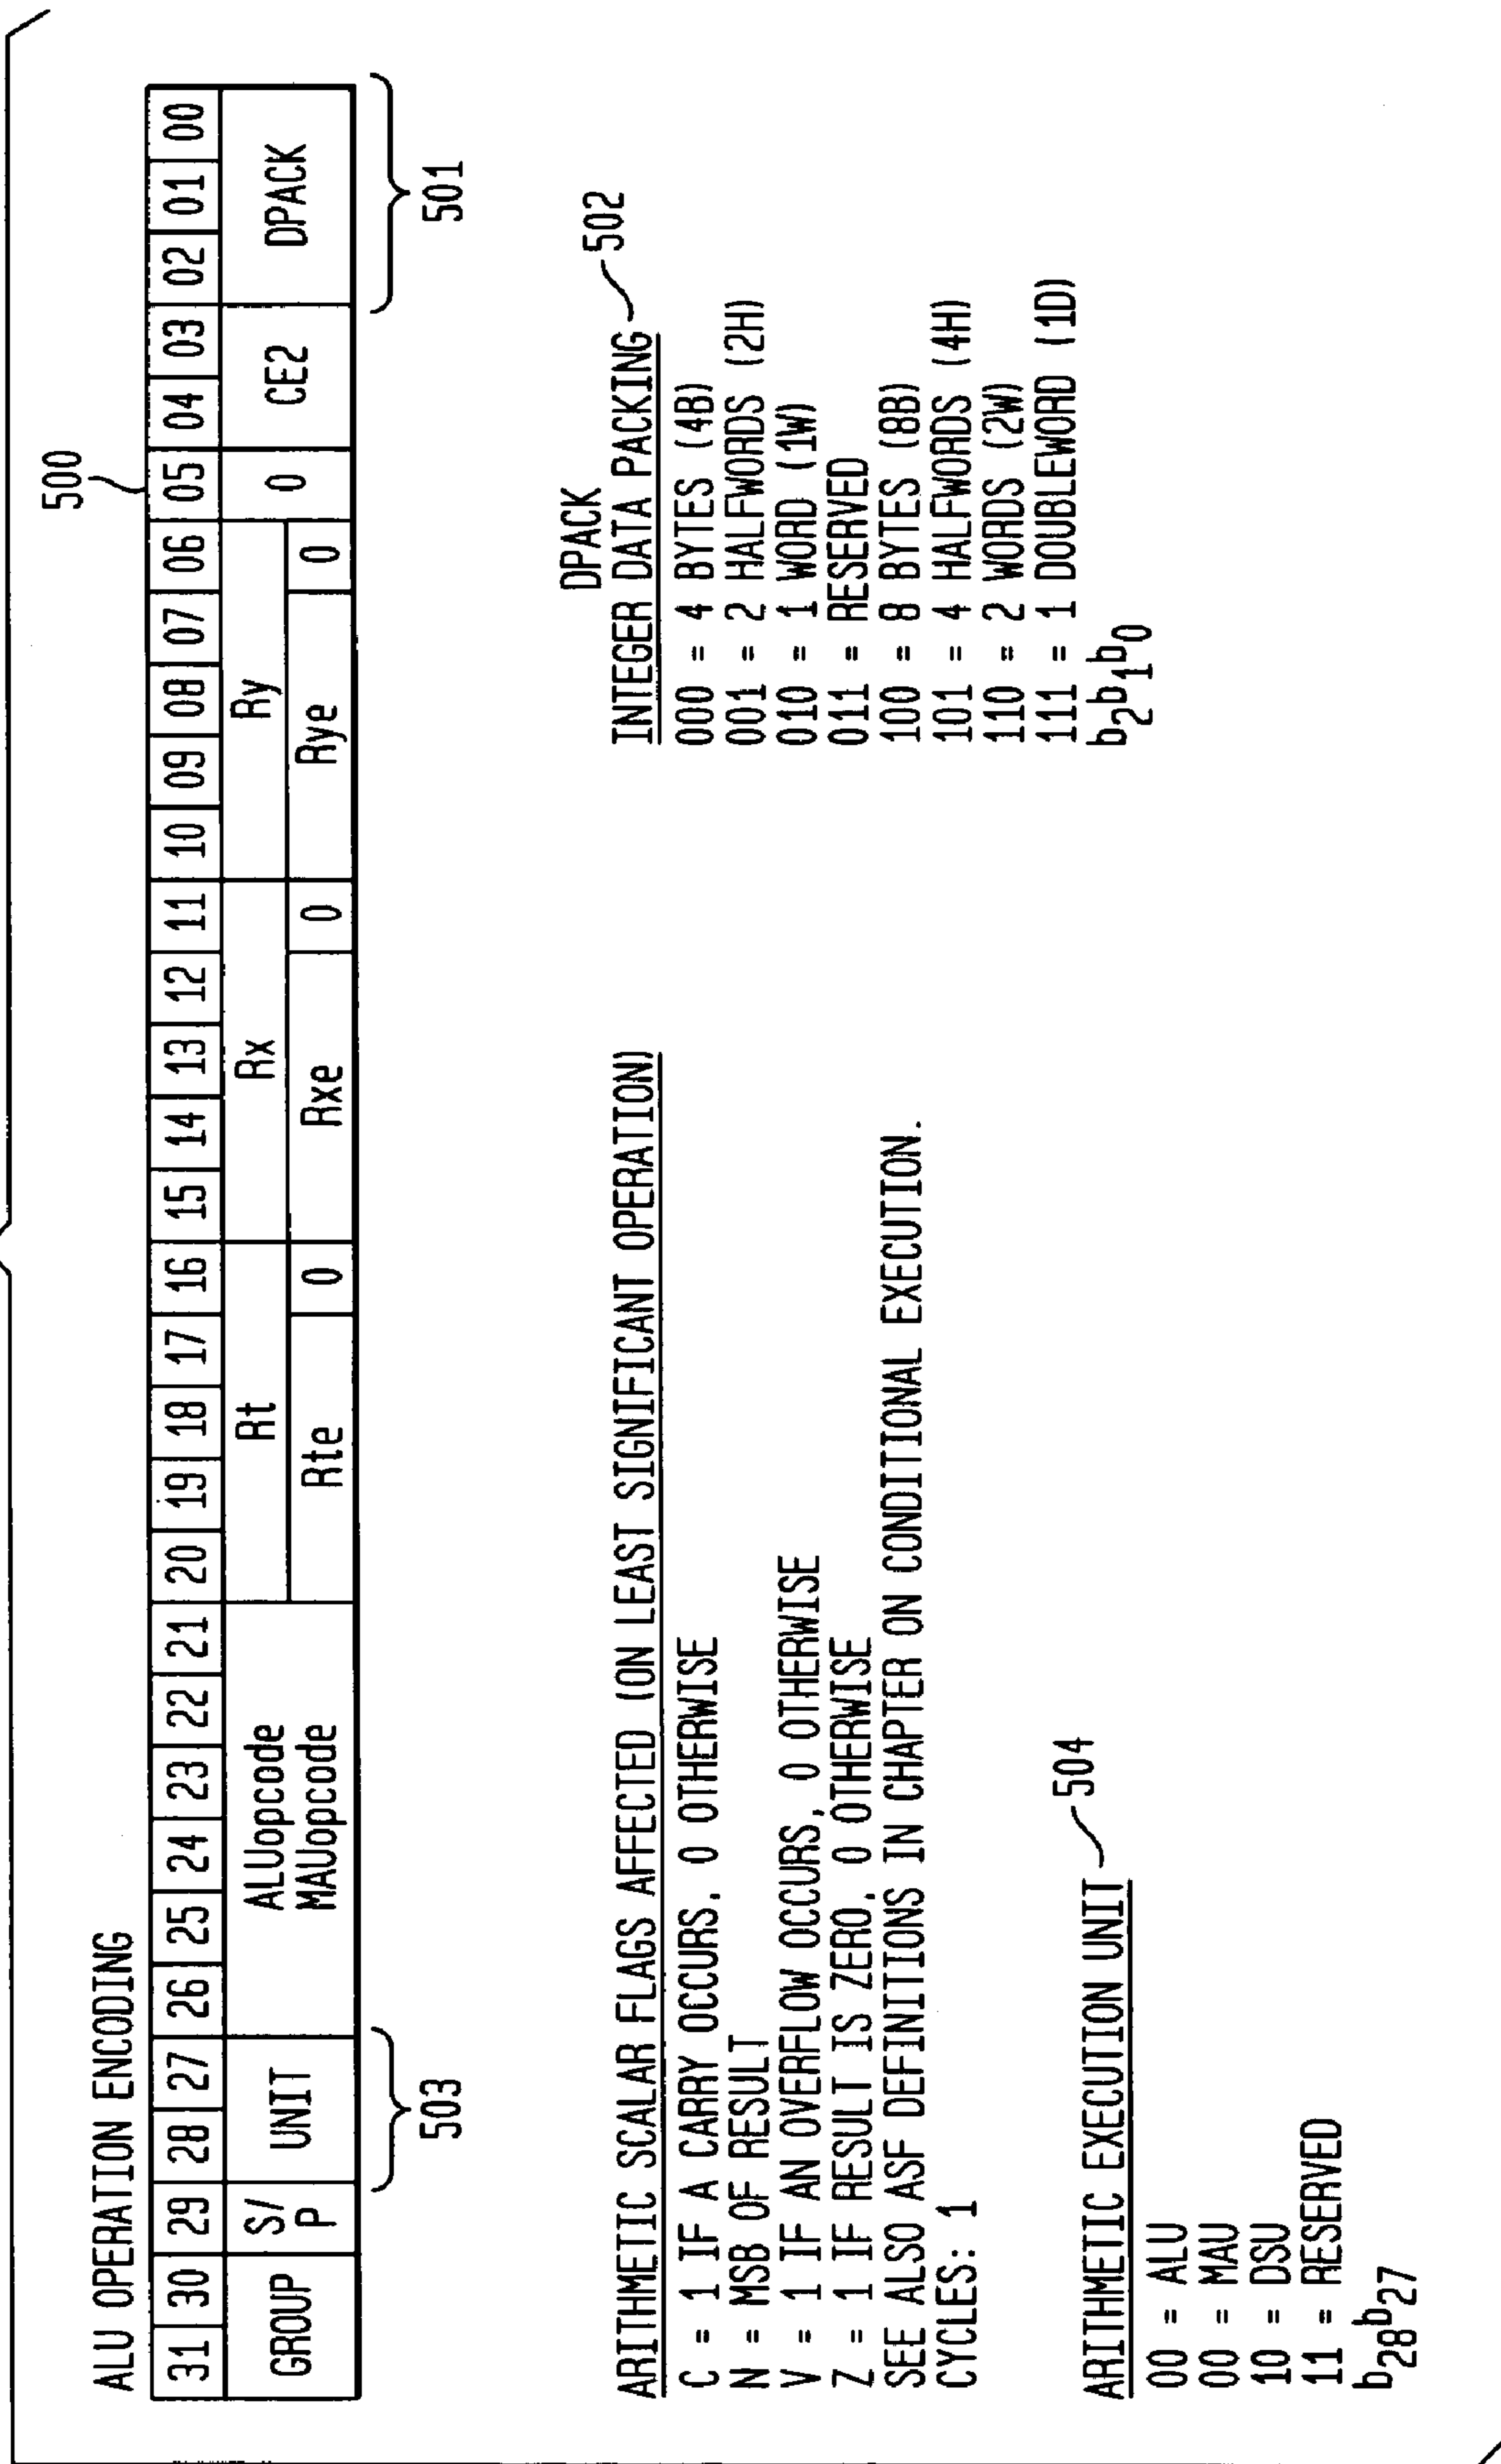 500
ALU OPERATION ENCODING
31 30 29 28 27 26 25 24 23 22 21 20 19 18 17 16 15 14 13 12 11 10 09 08 07 06 05 04 03 02 01 00
GROUP S/P UNIT ALUopcode MAUopcode Rt Rx Ry 0 CE2 DPACK
Rte 0 Rxe 0 Rye 0
503
501
ARITHMETIC SCALAR FLAGS AFFECTED (ON LEAST SIGNIFICANT OPERATION)
C = 1 IF A CARRY OCCURS, 0 OTHERWISE
N = MSB OF RESULT
V = 1 IF AN OVERFLOW OCCURS, 0 OTHERWISE
Z = 1 IF RESULT IS ZERO, 0 OTHERWISE
SEE ALSO ASF DEFINITIONS IN CHAPTER ON CONDITIONAL EXECUTION.
CYCLES: 1
DPACK
INTEGER DATA PACKING 502
000 = 4 BYTES (4B)
001 = 2 HALFWORDS (2H)
010 = 1 WORD (1W)
011 = RESERVED
100 = 8 BYTES (8B)
101 = 4 HALFWORDS (4H)
110 = 2 WORDS (2W)
111 = 1 DOUBLEWORD (1D)
b2b1b0
ARITHMETIC EXECUTION UNIT 504
00 = ALU
00 = MAU
10 = DSU
11 = RESERVED
b28b27